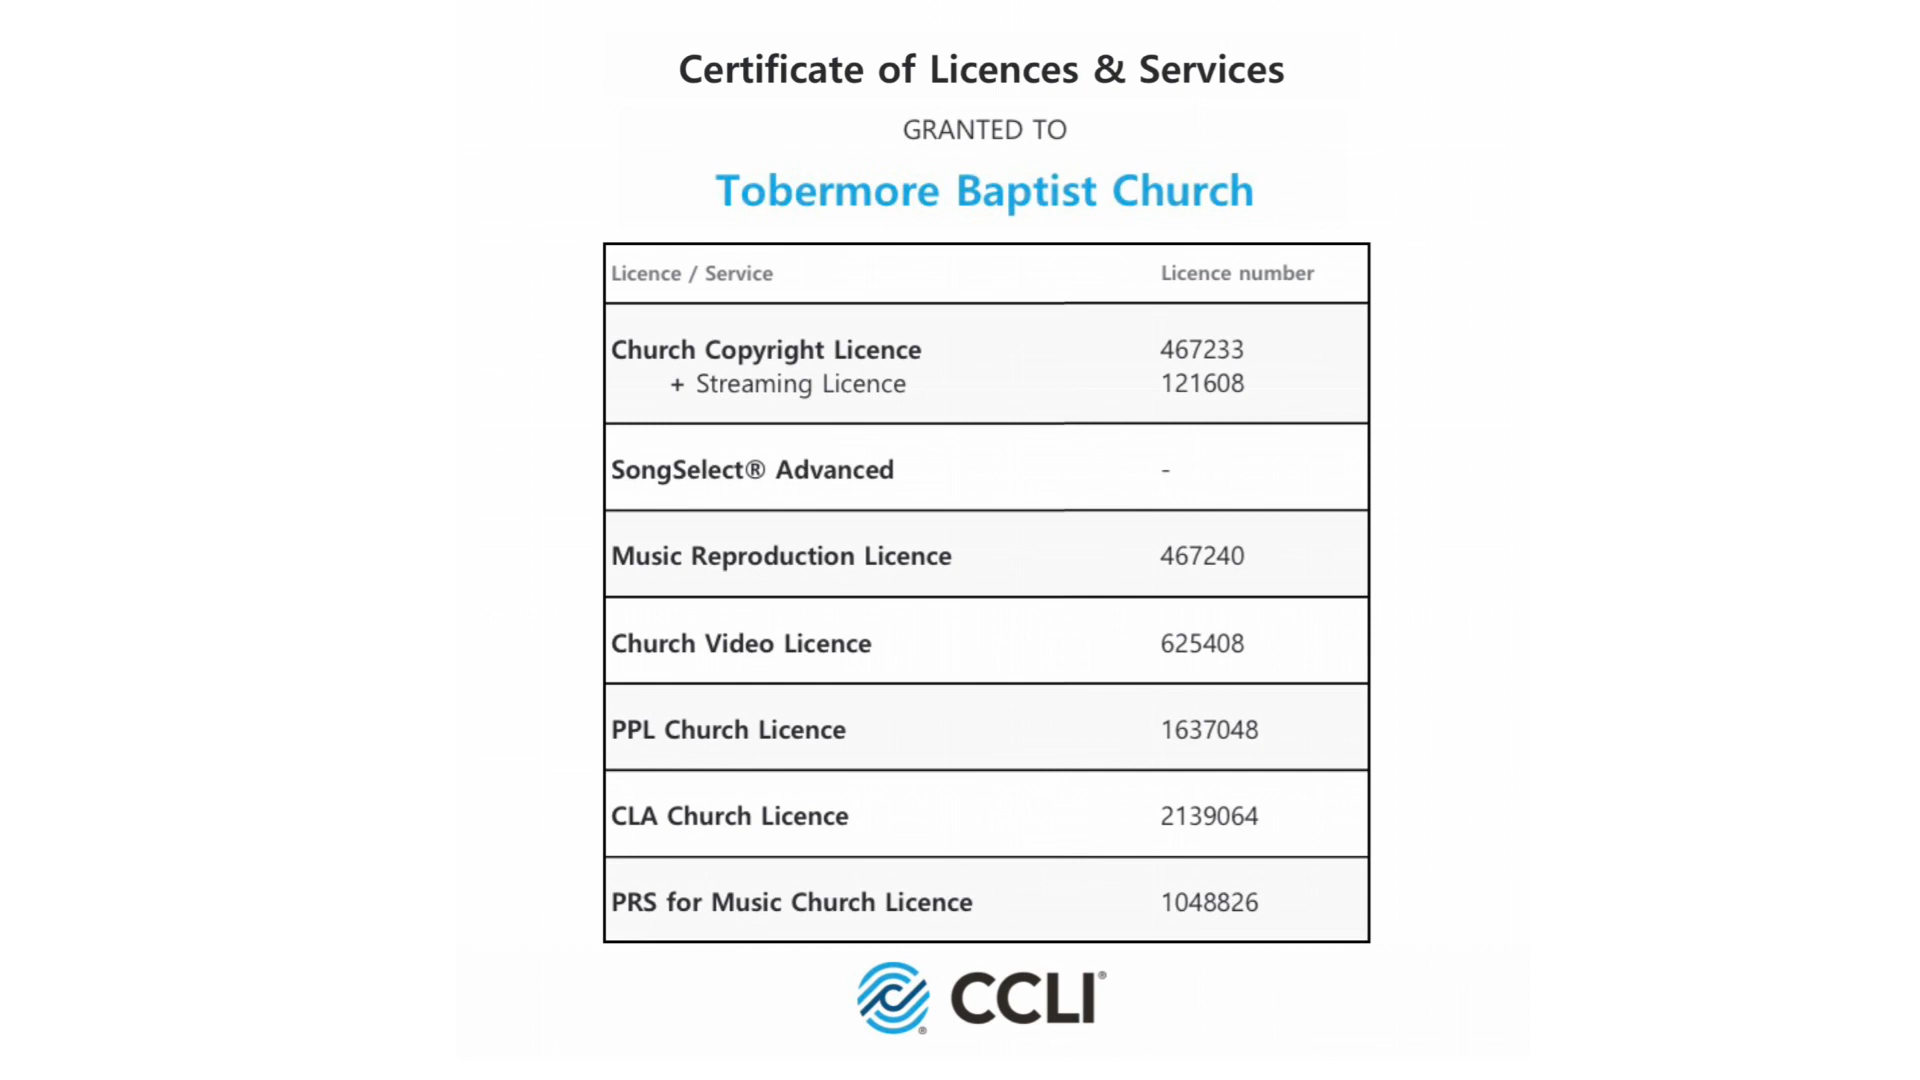 Certificate of Licences & Services
GRANTED TO
Tobermore Baptist Church
Licence / Service Licence number
Church Copyright Licence 467233
+ Streaming Licence 121608
SongSelect® Advanced -
Music Reproduction Licence 467240
Church Video Licence 625408
PPL Church Licence 1637048
CLA Church Licence 2139064
PRS for Music Church Licence 1048826
CCLI®